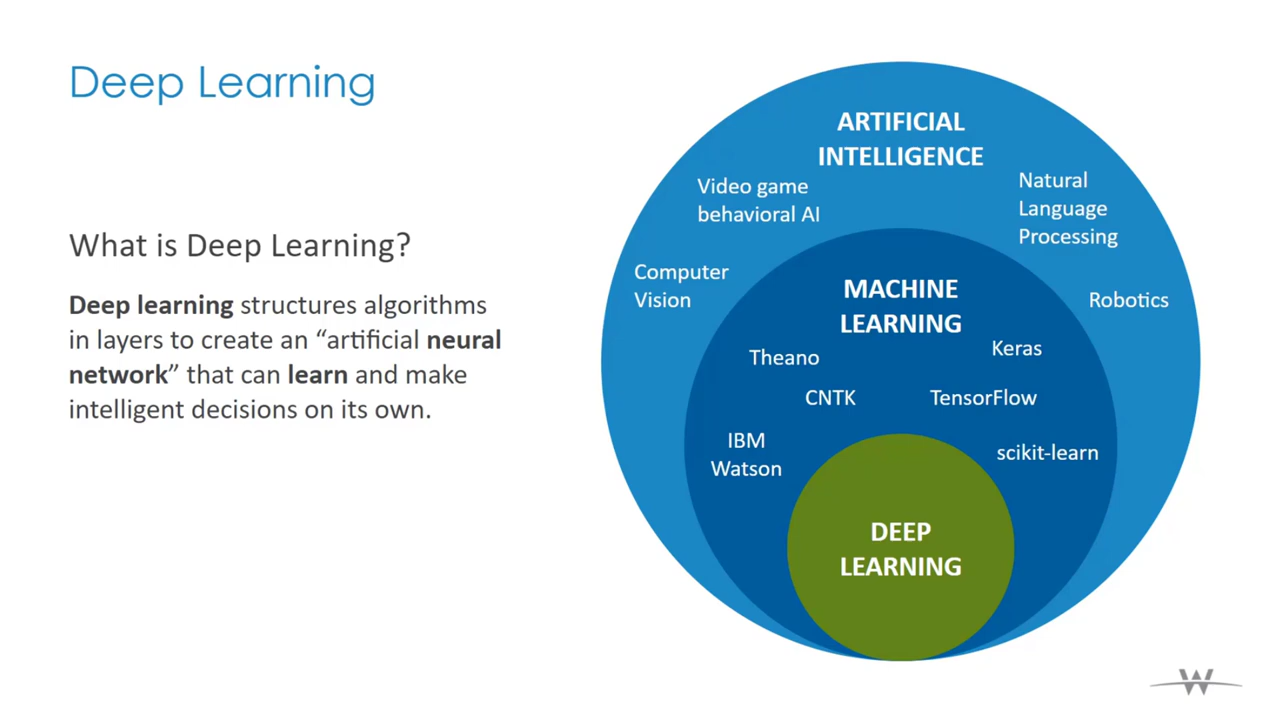 Deep Learning
What is Deep Learning?
Deep learning structures algorithms
in layers to create an “artificial neural
network” that can learn and make
intelligent decisions on its own.
ARTIFICIAL
INTELLIGENCE
Video game
behavioral AI
Natural
Language
Processing
Computer
Vision
Robotics
MACHINE
LEARNING
Theano
Keras
CNTK
TensorFlow
IBM
Watson
scikit-learn
DEEP
LEARNING
W